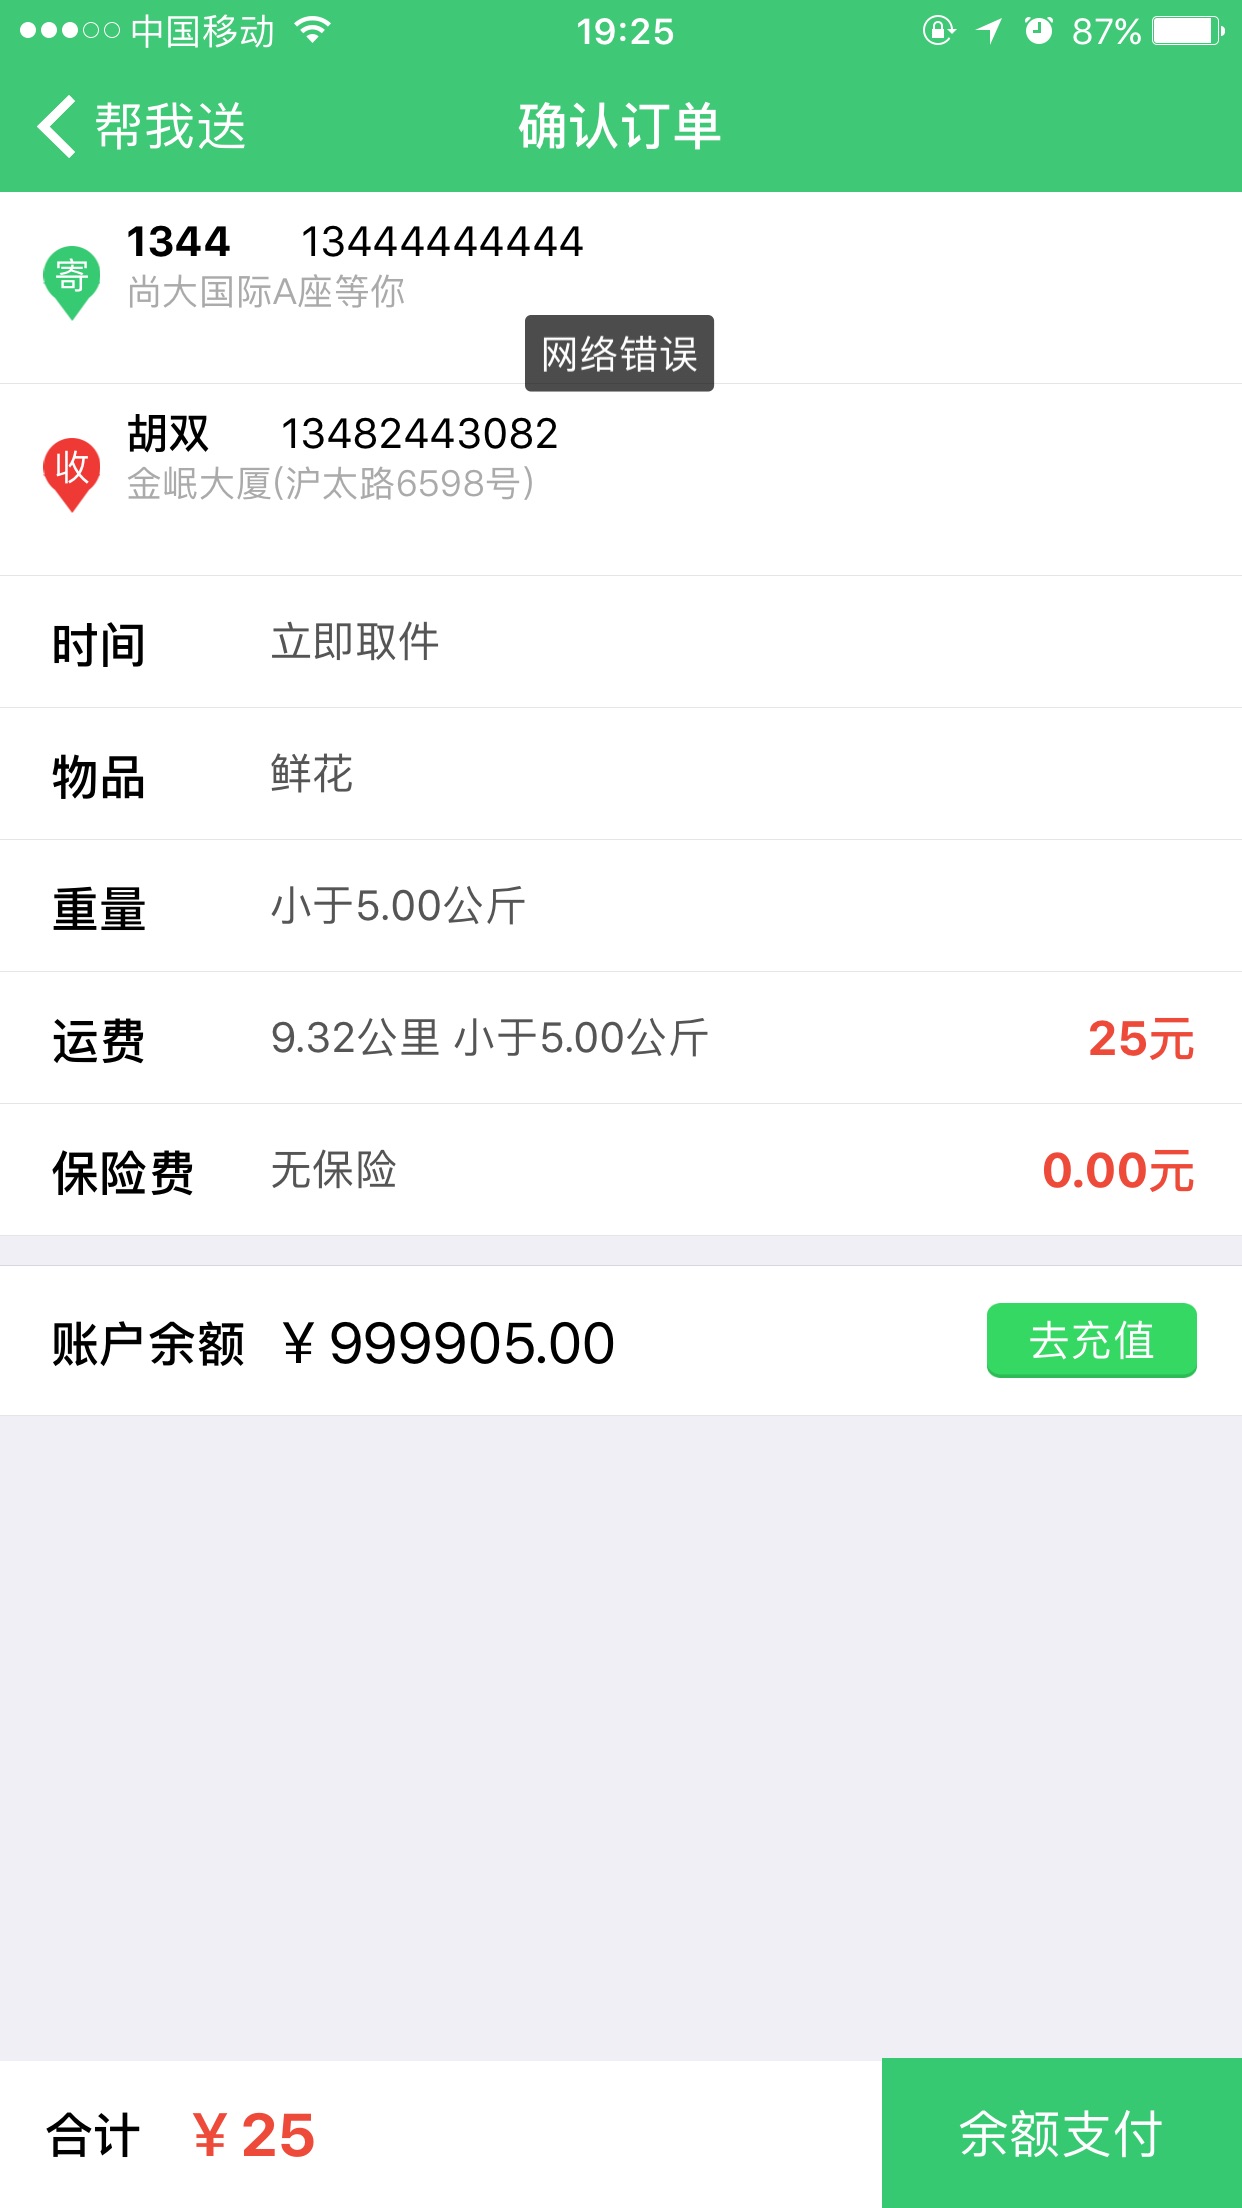 中国移动 19:25 87%
帮我送 确认订单
寄 1344 13444444444
尚大国际A座等你
网络错误
收 胡双 13482443082
金岷大厦(沪太路6598号)
时间 立即取件
物品 鲜花
重量 小于5.00公斤
运费 9.32公里 小于5.00公斤 25元
保险费 无保险 0.00元
账户余额 ¥ 999905.00 去充值
合计 ¥ 25 余额支付